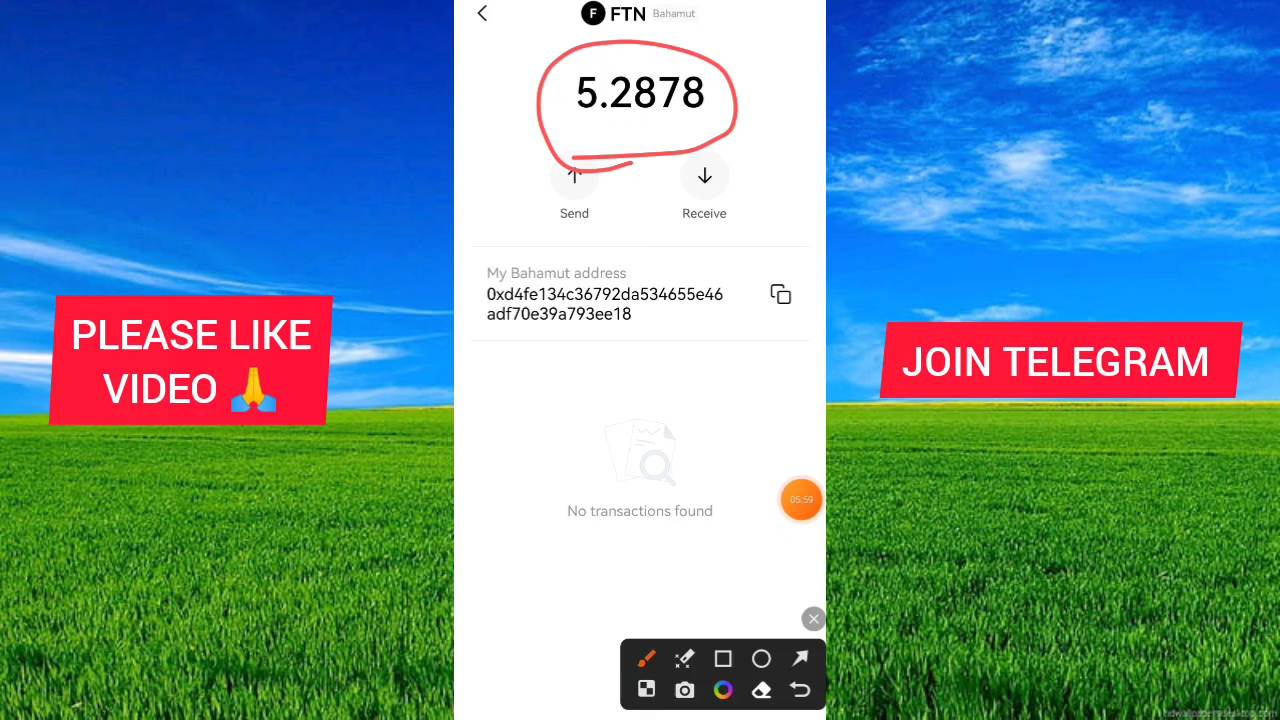 F FTN Bahamut
5.2878
Send Receive
My Bahamut address
0xd4fe134c36792da534655e46
adf70e39a793ee18
PLEASE LIKE
VIDEO 🙏
JOIN TELEGRAM
No transactions found
05:59